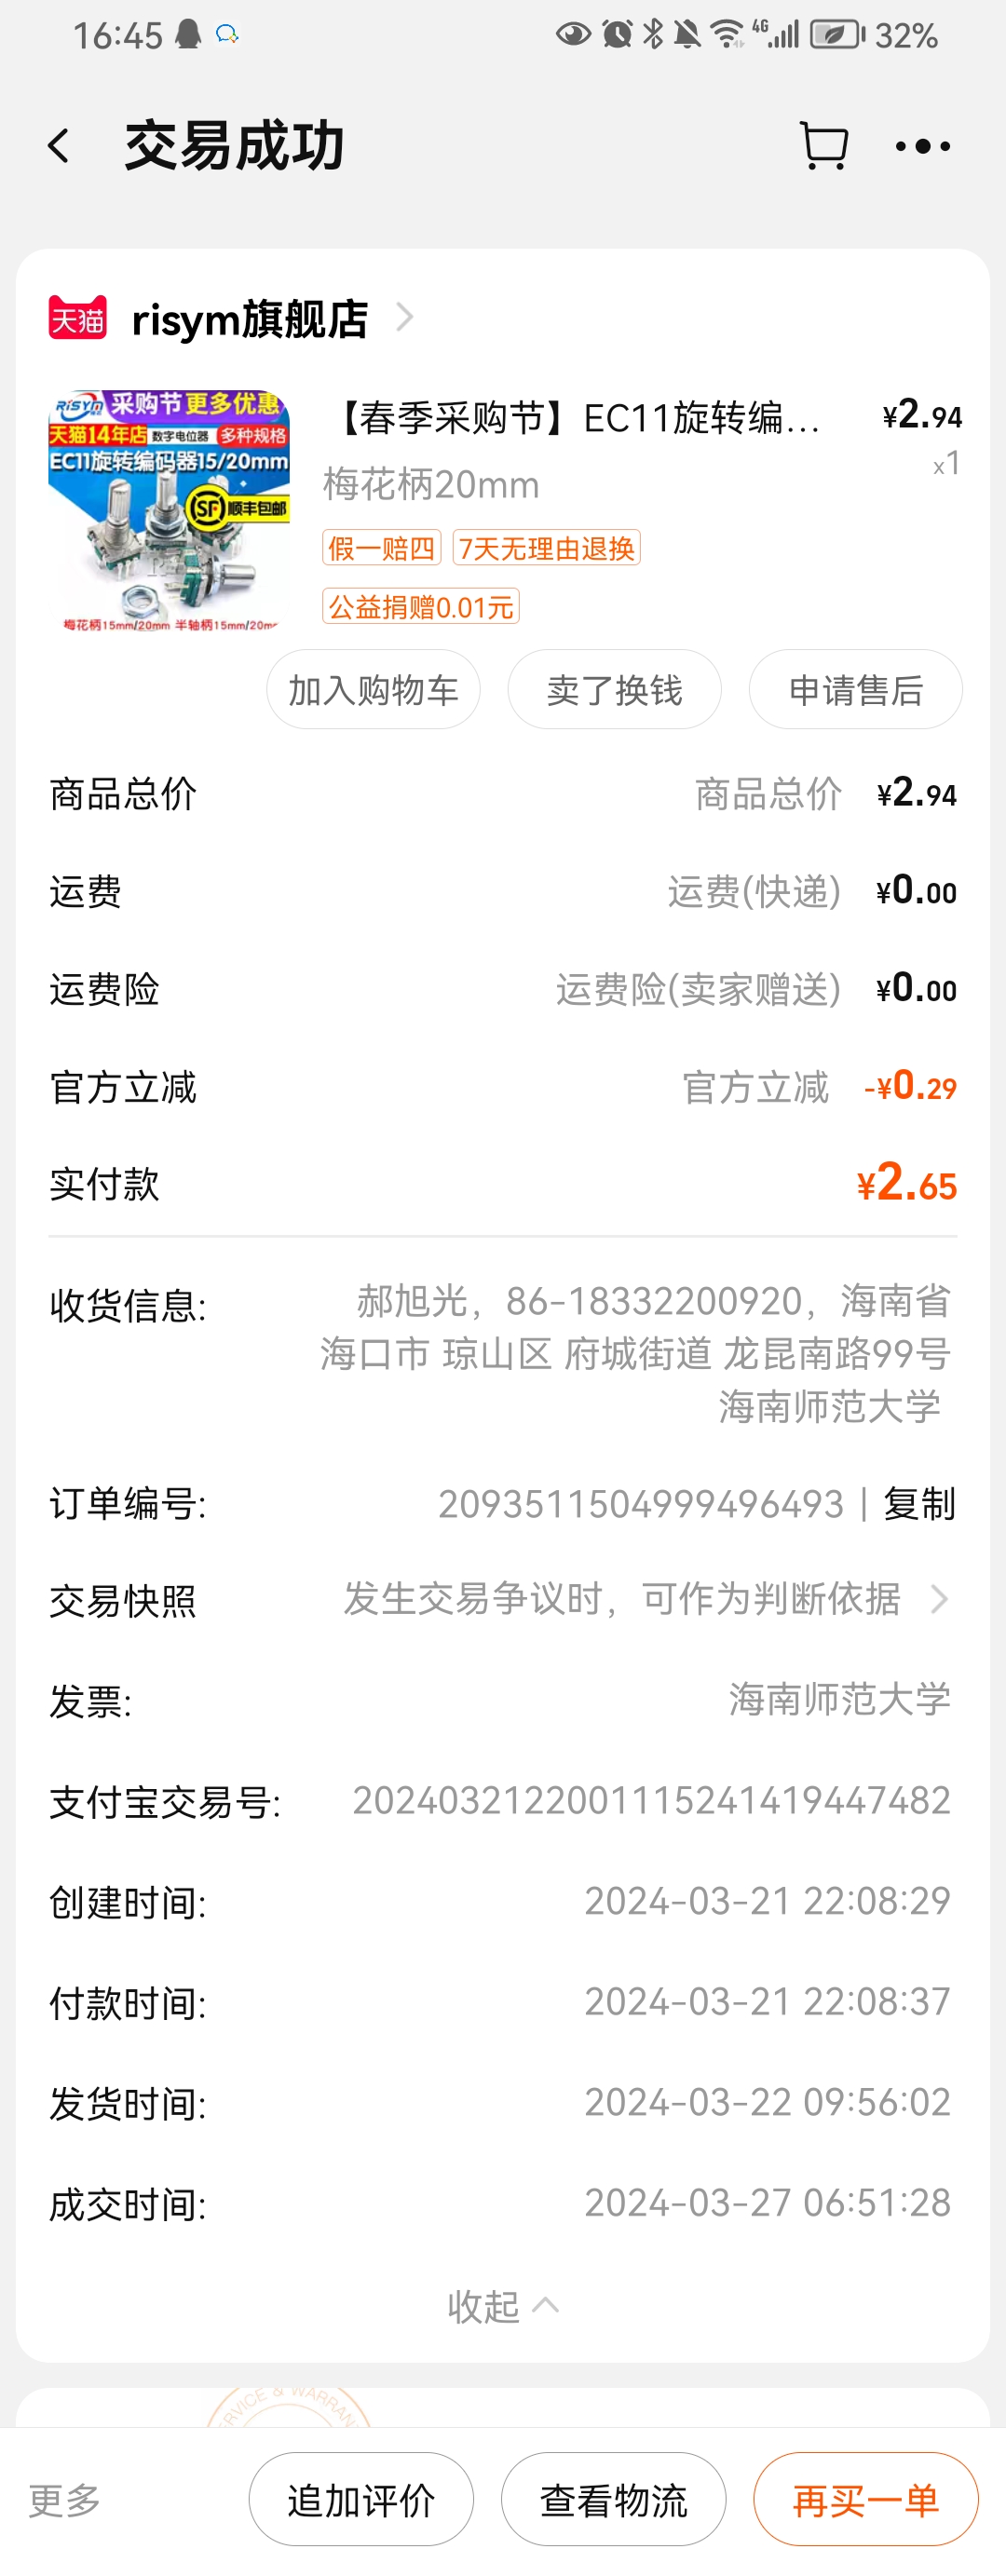 16:45 4G 32%
交易成功
天猫 risym旗舰店
RISYM 采购节更多优惠
天猫14年店 数字电位器 多种规格
EC11旋转编码器15/20mm
SF 顺丰包邮
梅花柄15mm/20mm 半轴柄15mm/20m
【春季采购节】EC11旋转编... ¥2.94
梅花柄20mm x1
假一赔四 7天无理由退换
公益捐赠0.01元
加入购物车 卖了换钱 申请售后
商品总价 商品总价 ¥2.94
运费 运费(快递) ¥0.00
运费险 运费险(卖家赠送) ¥0.00
官方立减 官方立减 -¥0.29
实付款 ¥2.65
收货信息: 郝旭光，86-18332200920，海南省
海口市 琼山区 府城街道 龙昆南路99号
海南师范大学
订单编号: 2093511504999496493 | 复制
交易快照 发生交易争议时，可作为判断依据
发票: 海南师范大学
支付宝交易号: 2024032122001115241419447482
创建时间: 2024-03-21 22:08:29
付款时间: 2024-03-21 22:08:37
发货时间: 2024-03-22 09:56:02
成交时间: 2024-03-27 06:51:28
收起
RVICE & WARRAN
更多 追加评价 查看物流 再买一单